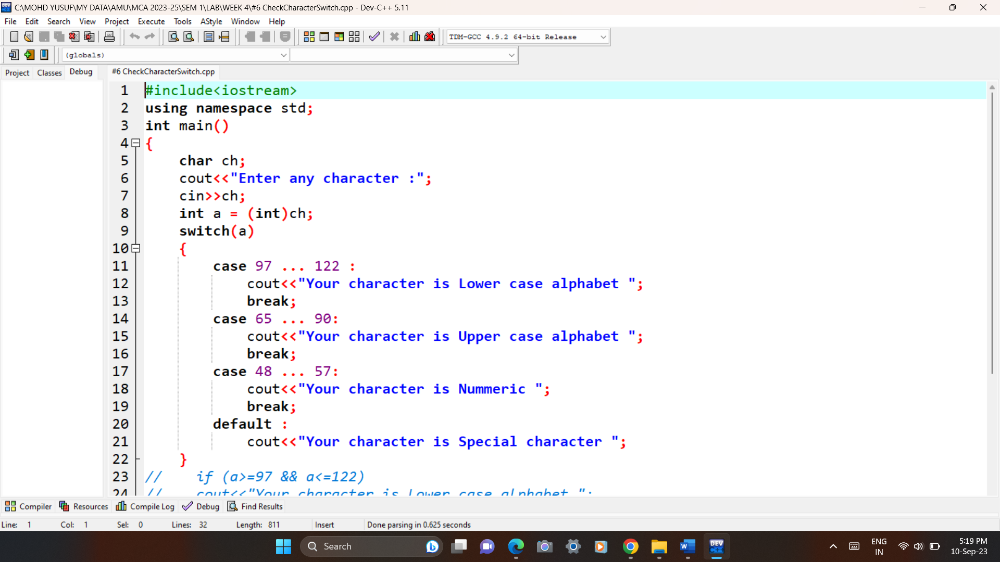 C:\MOHD YUSUF\MY DATA\AMU\MCA 2023-25\SEM 1\LAB\WEEK 4\#6 CheckCharacterSwitch.cpp - Dev-C++ 5.11
File Edit Search View Project Execute Tools AStyle Window Help
TDM-GCC 4.9.2 64-bit Release
(globals)
Project Classes Debug #6 CheckCharacterSwitch.cpp
1 #include<iostream>
2 using namespace std;
3 int main()
4 {
5 char ch;
6 cout<<"Enter any character :";
7 cin>>ch;
8 int a = (int)ch;
9 switch(a)
10 {
11 case 97 ... 122 :
12 cout<<"Your character is Lower case alphabet ";
13 break;
14 case 65 ... 90:
15 cout<<"Your character is Upper case alphabet ";
16 break;
17 case 48 ... 57:
18 cout<<"Your character is Nummeric ";
19 break;
20 default :
21 cout<<"Your character is Special character ";
22 }
23 // if (a>=97 && a<=122)
24 // cout<<"Your character is Lower case alphabet ";
Compiler Resources Compile Log Debug Find Results
Line: 1 Col: 1 Sel: 0 Lines: 32 Length: 811 Insert Done parsing in 0.625 seconds
Search
DEV C++
ENG IN
5:19 PM
10-Sep-23